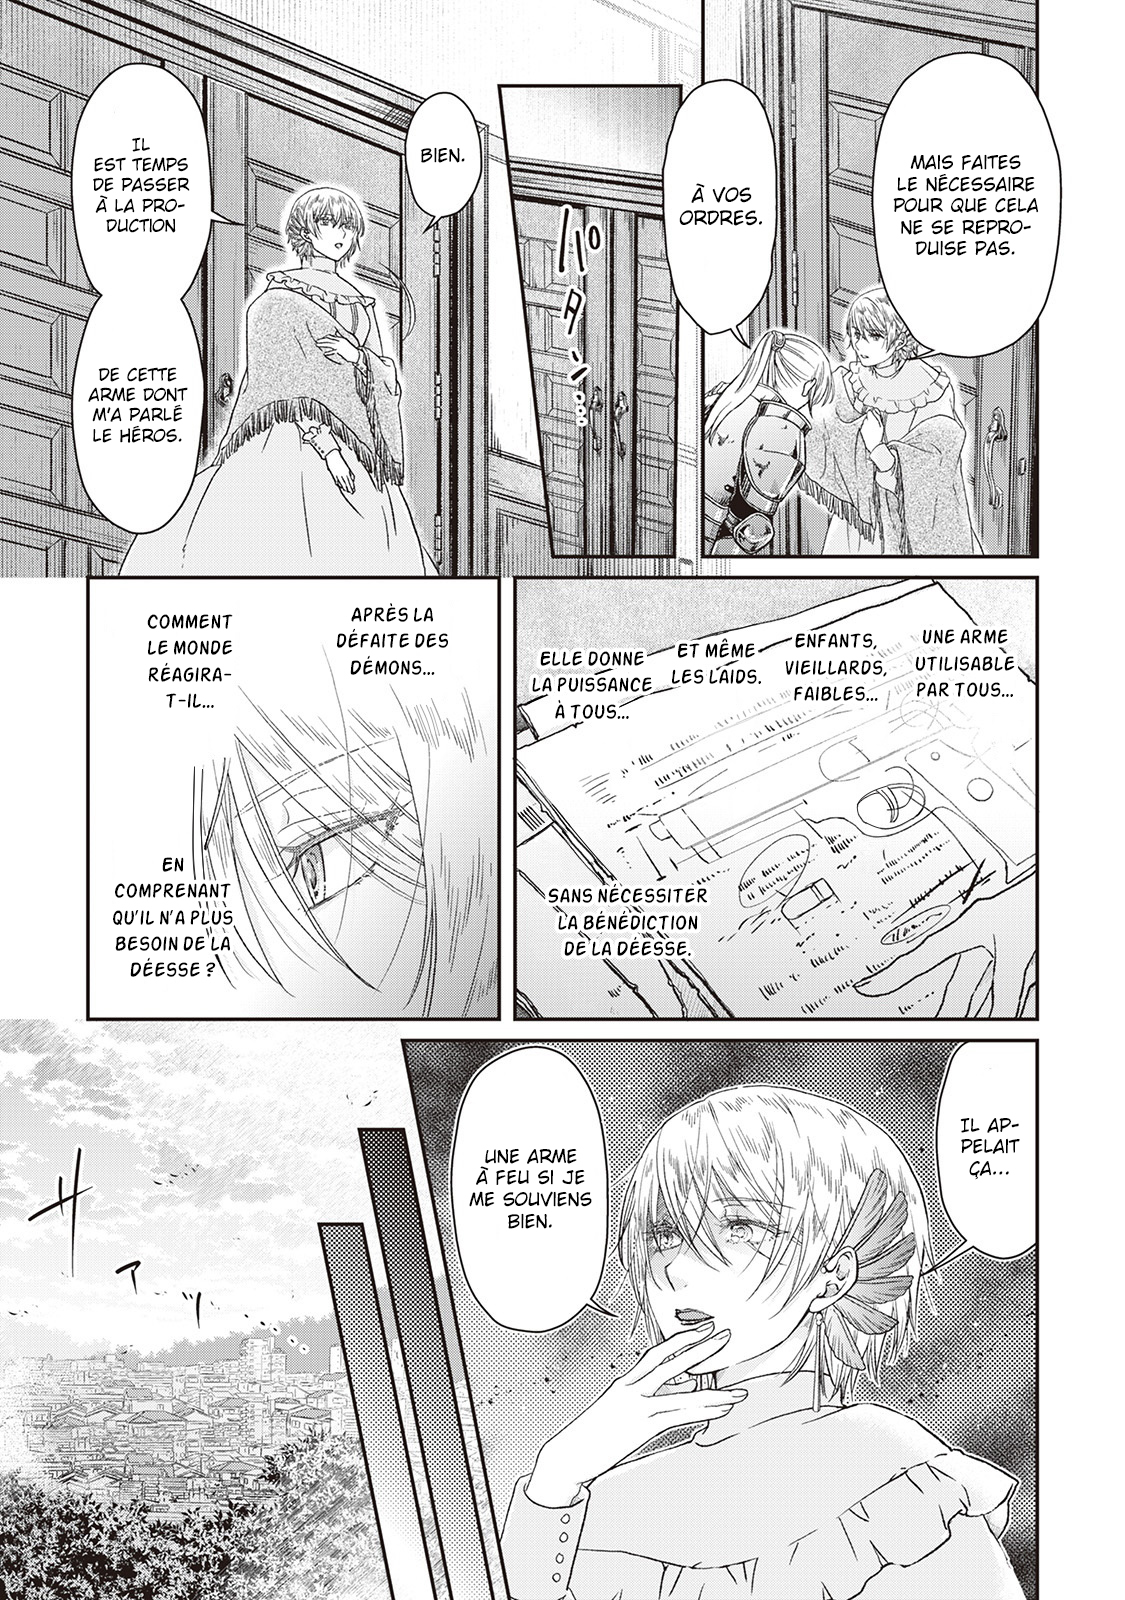 MAIS FAITES
LE NÉCESSAIRE
POUR QUE CELA
NE SE REPRO-
DUISE PAS.
À VOS
ORDRES.
パタン…
BIEN.
IL
EST TEMPS
DE PASSER
À LA PRO-
DUCTION
DE CETTE
ARME DONT
M'A PARLÉ
LE HÉROS.
UNE ARME
UTILISABLE
PAR TOUS...
ENFANTS,
VIEILLARDS,
FAIBLES...
ET MÊME
LES LAIDS.
ELLE DONNE
LA PUISSANCE
À TOUS...
SANS NÉCESSITER
LA BÉNÉDICTION
DE LA DÉESSE.
APRÈS LA
DÉFAITE DES
DÉMONS...
COMMENT
LE MONDE
RÉAGIRA-
T-IL...
EN
COMPRENANT
QU'IL N'A PLUS
BESOIN DE LA
DÉESSE ?
IL AP-
PELAIT
ÇA...
UNE ARME
À FEU SI JE
ME SOUVIENS
BIEN.